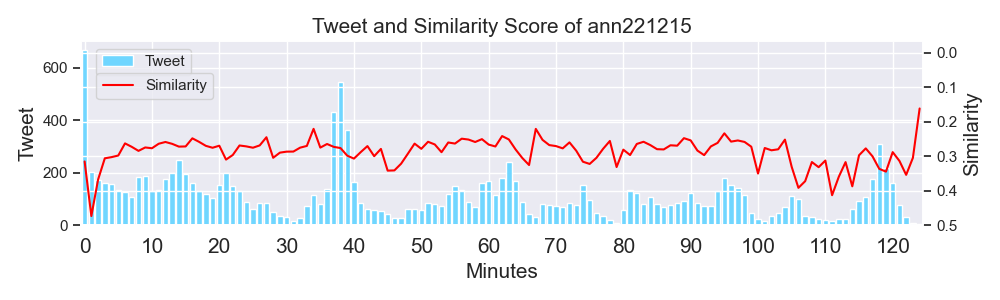 Tweet and Similarity Score of ann221215
Tweet
Similarity
600
400
200
0
Tweet
0.0
0.1
0.2
0.3
0.4
0.5
Similarity
0 10 20 30 40 50 60 70 80 90 100 110 120
Minutes